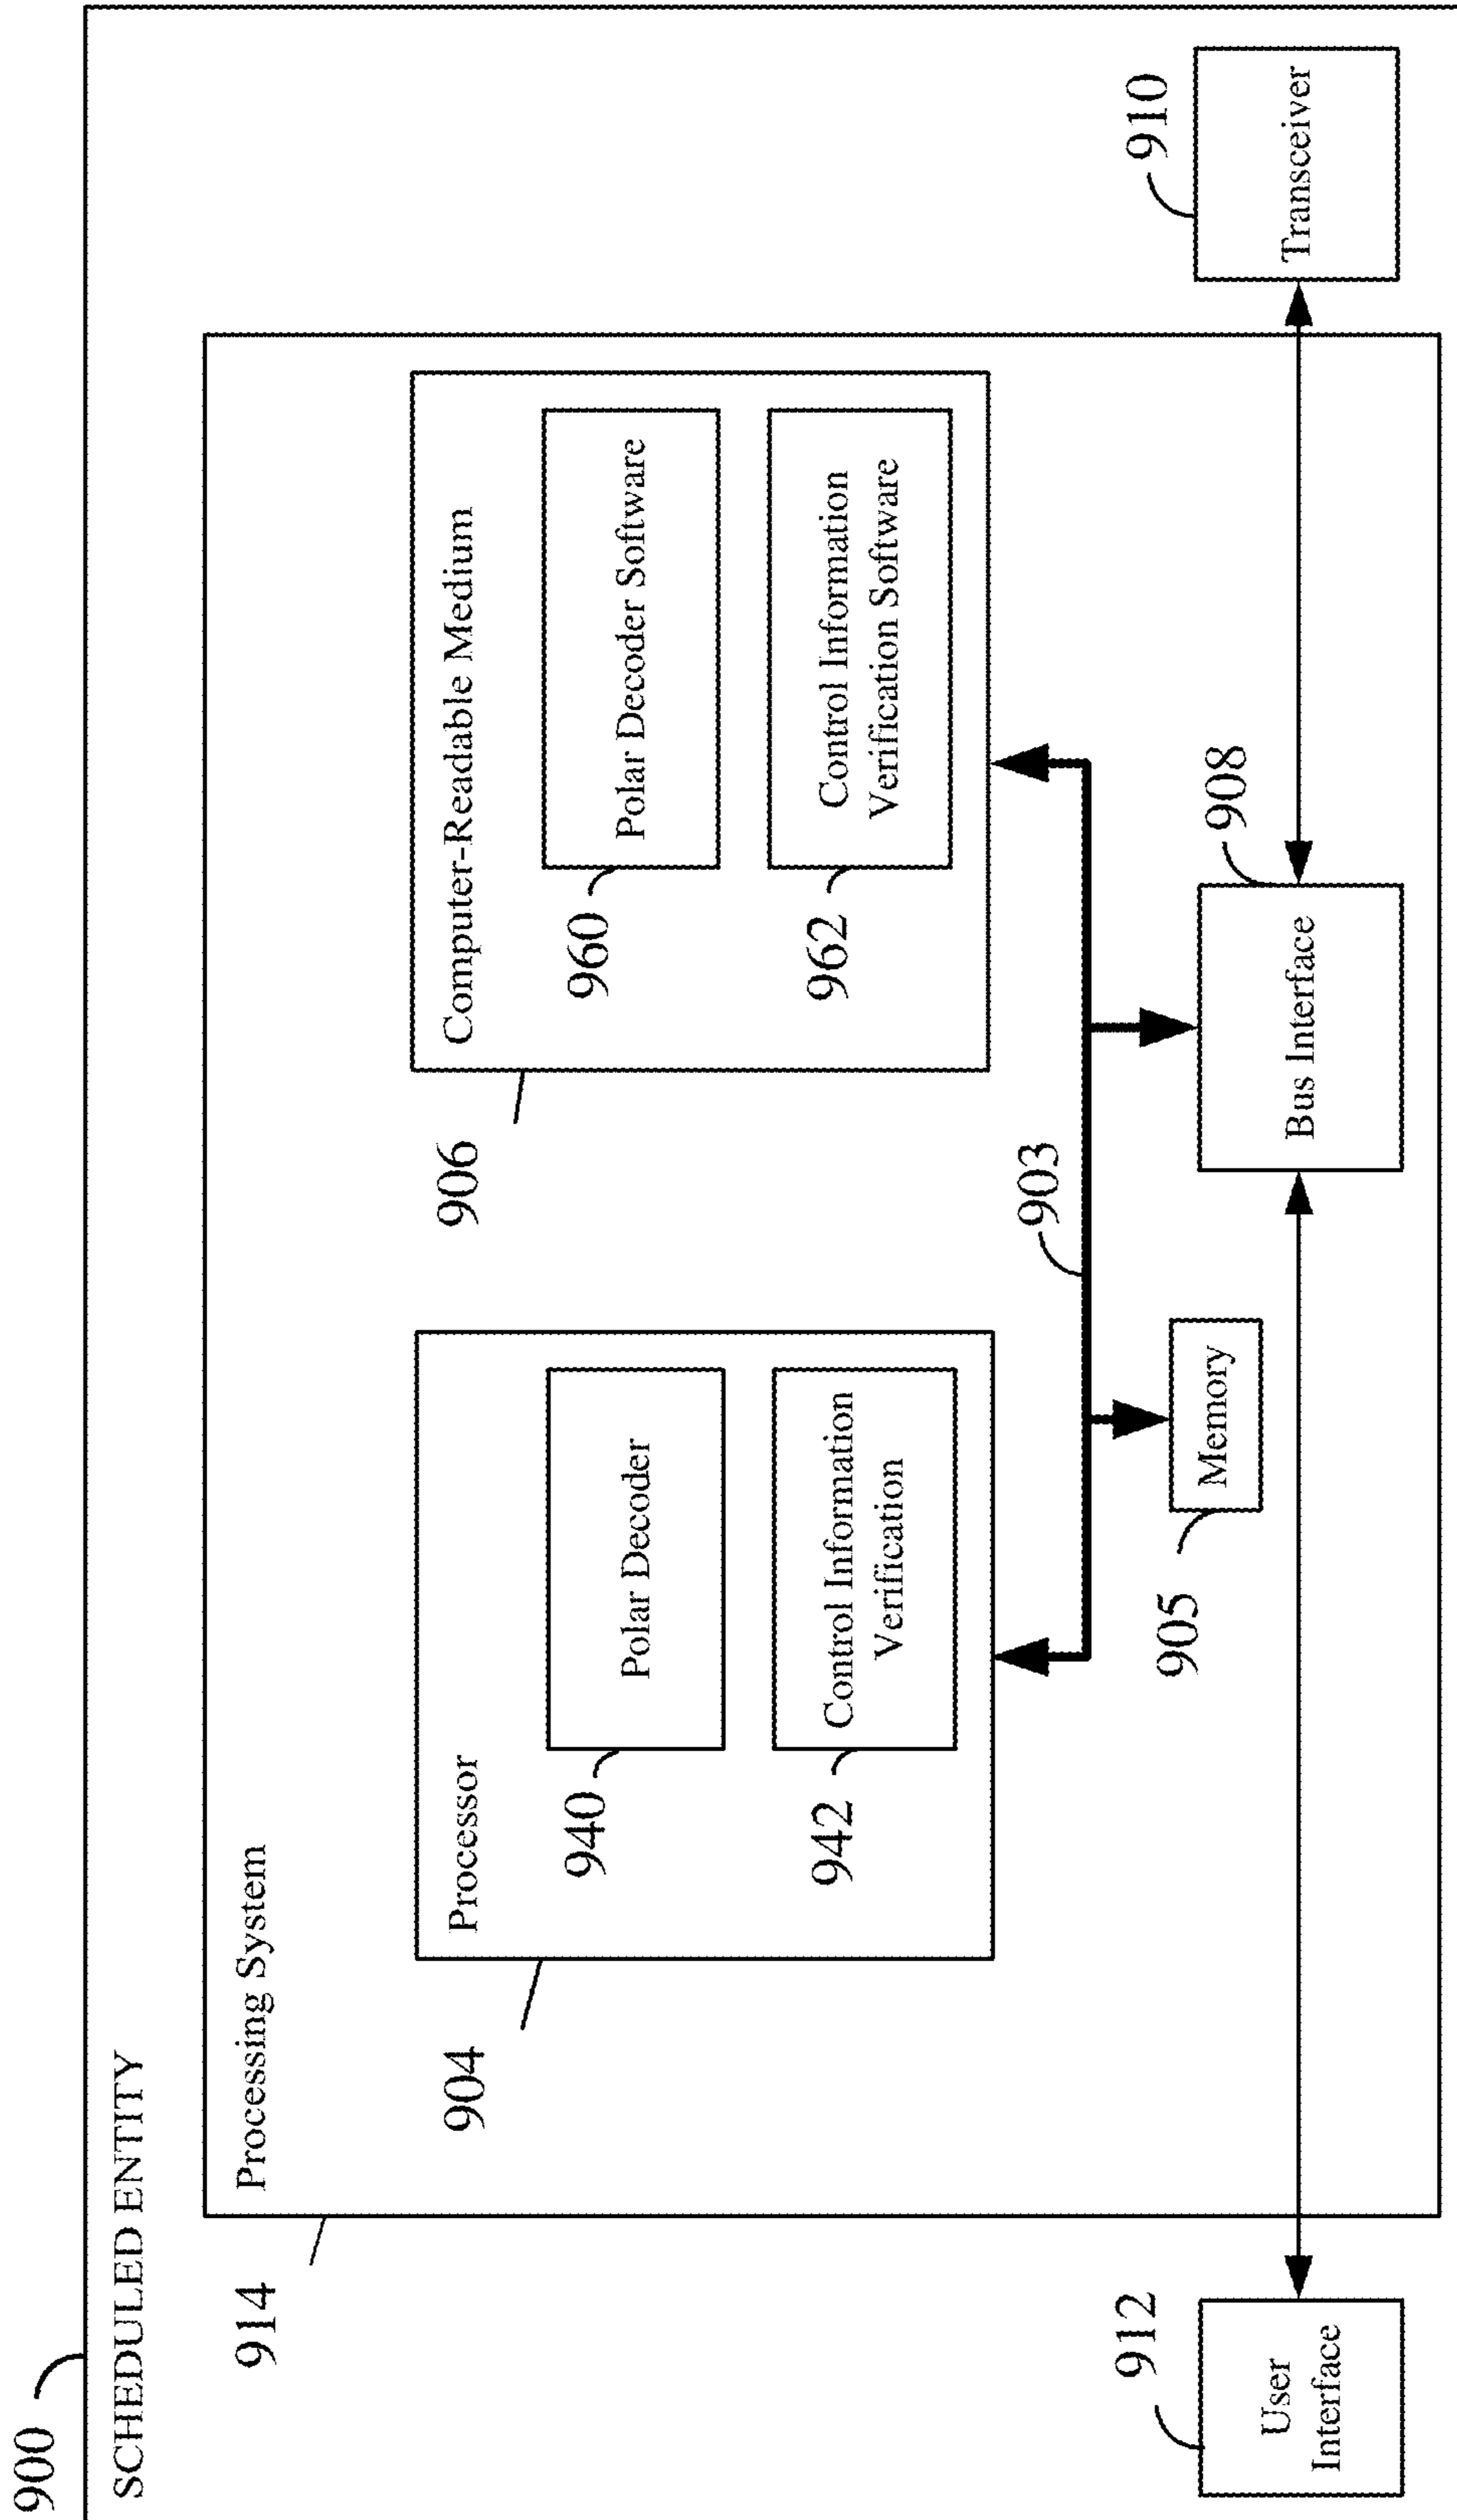 900
SCHEDULED ENTITY
914
Processing System
904
Processor
940
Polar Decoder
942
Control Information
Verification
906
Computer-Readable Medium
960
Polar Decoder Software
962
Control Information
Verification Software
903
905
Memory
912
User
Interface
908
Bus Interface
910
Transceiver